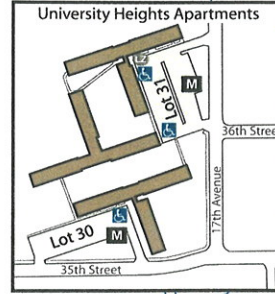 University Heights Apartments
Lot 31
M
36th Street
17th Avenue
Lot 30
M
35th Street